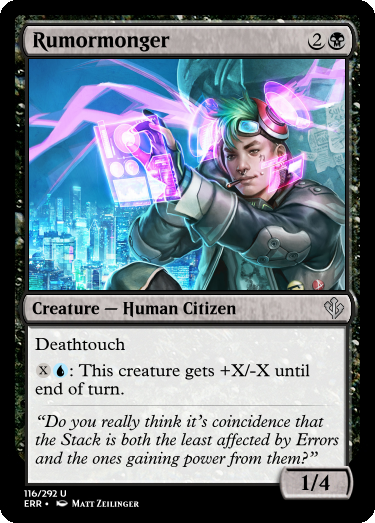 Rumormonger 2
Creature — Human Citizen
Deathtouch
X: This creature gets +X/-X until
end of turn.
“Do you really think it’s coincidence that
the Stack is both the least affected by Errors
and the ones gaining power from them?”
1/4
116/292 U
ERR • Matt Zeilinger